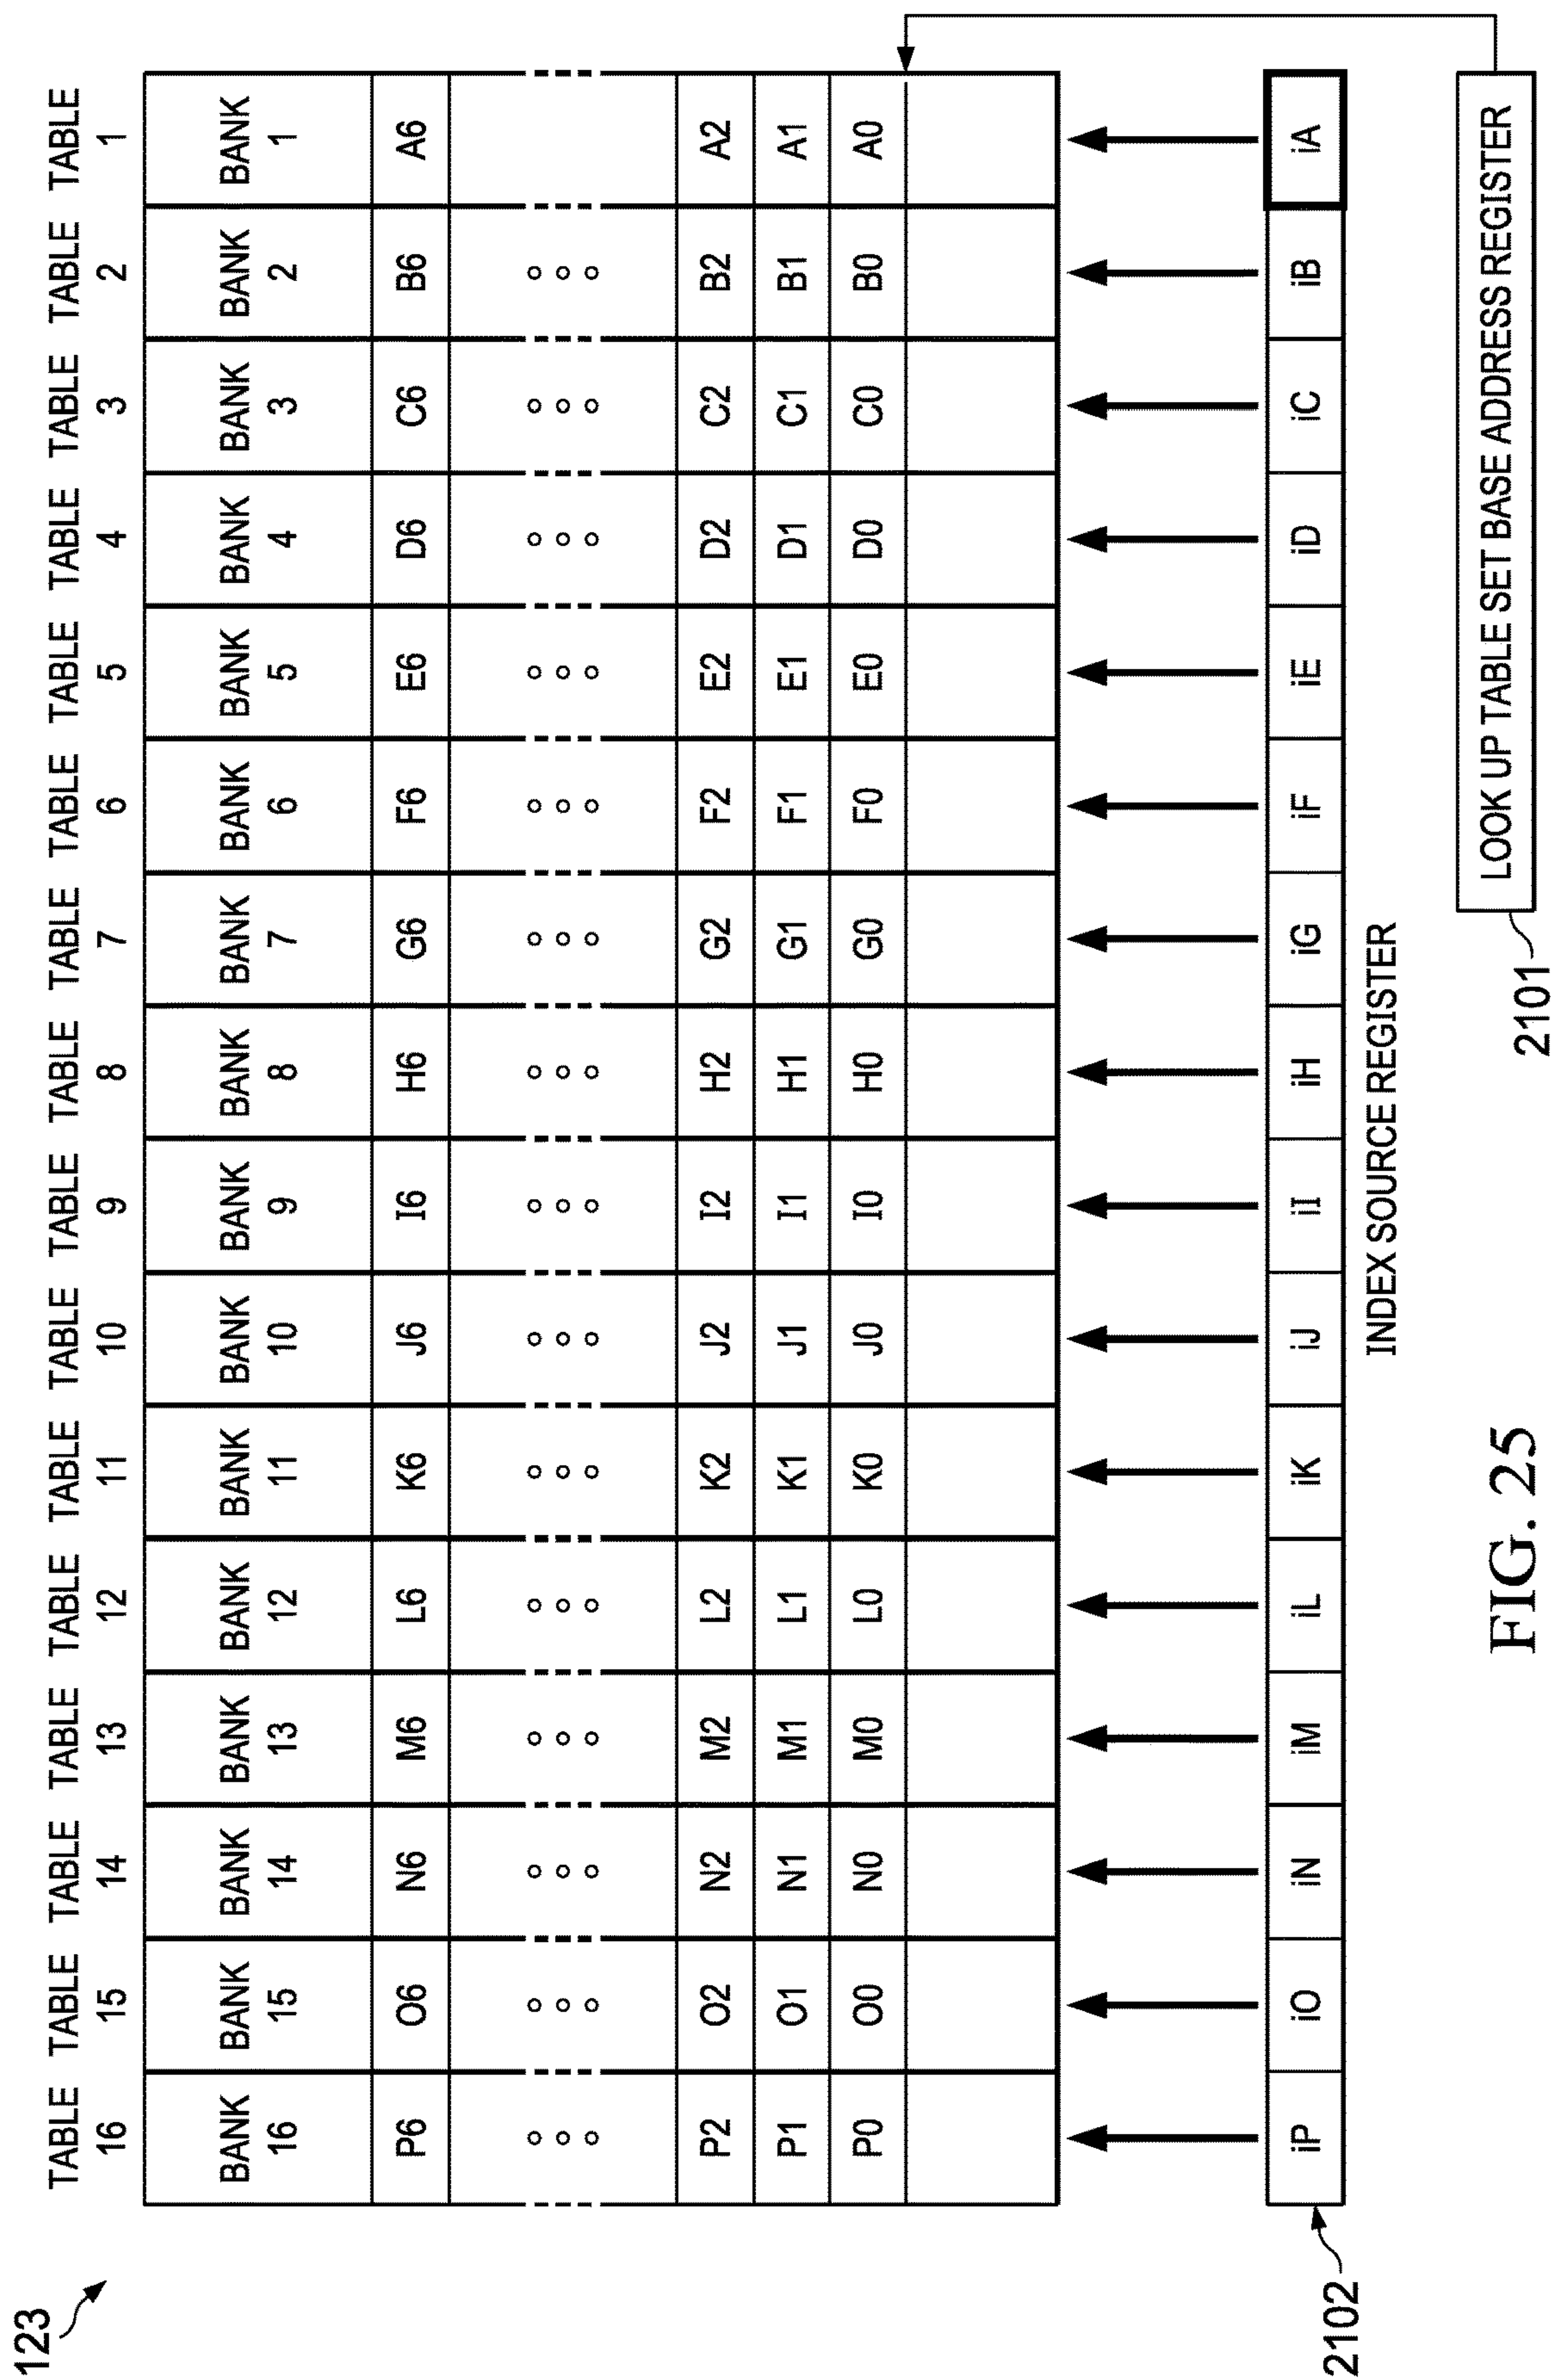 123
TABLE TABLE TABLE TABLE TABLE TABLE TABLE TABLE TABLE TABLE TABLE TABLE TABLE TABLE TABLE TABLE
16 15 14 13 12 11 10 9 8 7 6 5 4 3 2 1
BANK BANK BANK BANK BANK BANK BANK BANK BANK BANK BANK BANK BANK BANK BANK BANK
16 15 14 13 12 11 10 9 8 7 6 5 4 3 2 1
P6 O6 N6 M6 L6 K6 J6 I6 H6 G6 F6 E6 D6 C6 B6 A6
P2 O2 N2 M2 L2 K2 J2 I2 H2 G2 F2 E2 D2 C2 B2 A2
P1 O1 N1 M1 L1 K1 J1 I1 H1 G1 F1 E1 D1 C1 B1 A1
P0 O0 N0 M0 L0 K0 J0 I0 H0 G0 F0 E0 D0 C0 B0 A0
iP iO iN iM iL iK iJ iI iH iG iF iE iD iC iB iA
2102
INDEX SOURCE REGISTER
LOOK UP TABLE SET BASE ADDRESS REGISTER
2101
FIG. 25